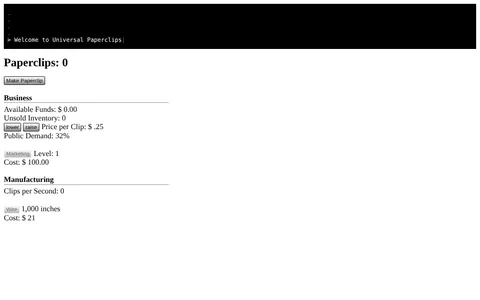 .
.
.
> Welcome to Universal Paperclips|
Paperclips: 0
Make Paperclip
Business
Available Funds: $ 0.00
Unsold Inventory: 0
lower raise Price per Clip: $ .25
Public Demand: 32%
Marketing Level: 1
Cost: $ 100.00
Manufacturing
Clips per Second: 0
Wire 1,000 inches
Cost: $ 21